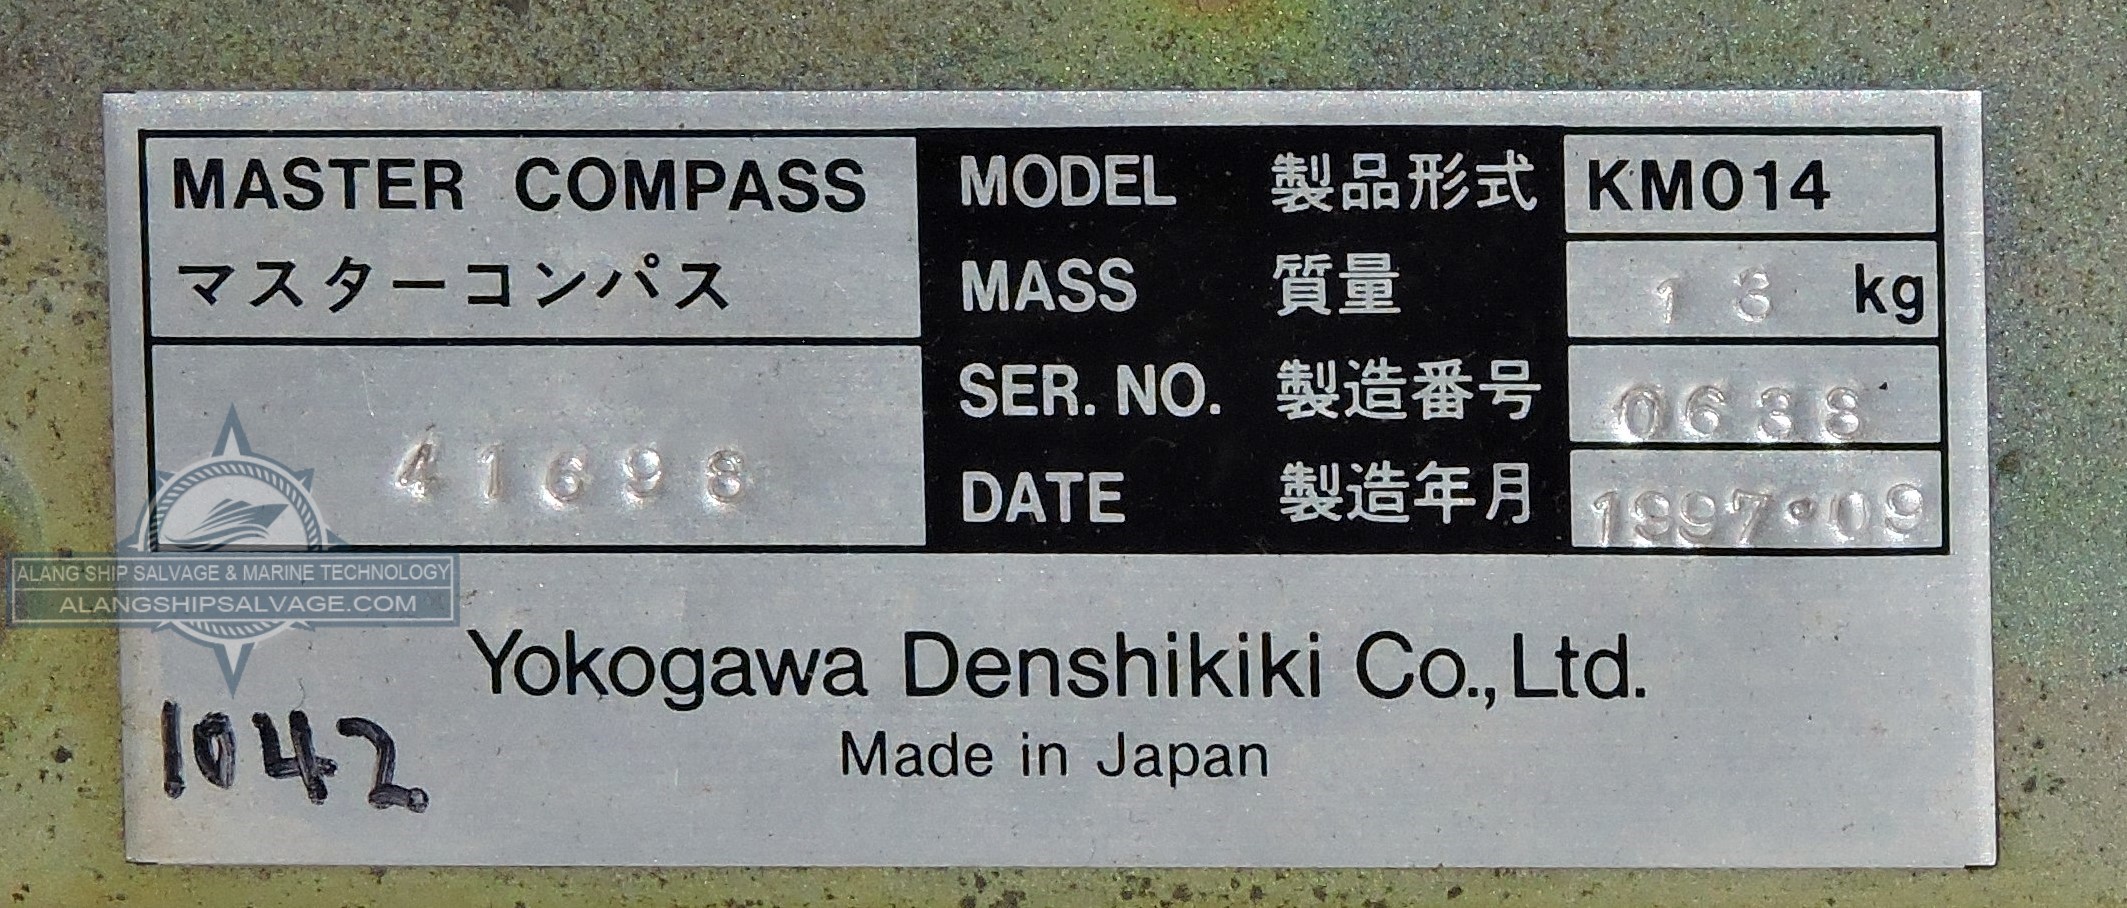 MASTER COMPASS
マスターコンパス
41698
MODEL 製品形式 KM014
MASS 質量 16 kg
SER. NO. 製造番号 0638
DATE 製造年月 1997・09
ALANG SHIP SALVAGE & MARINE TECHNOLOGY
ALANGSHIPSALVAGE.COM
Yokogawa Denshikiki Co., Ltd.
Made in Japan
1042